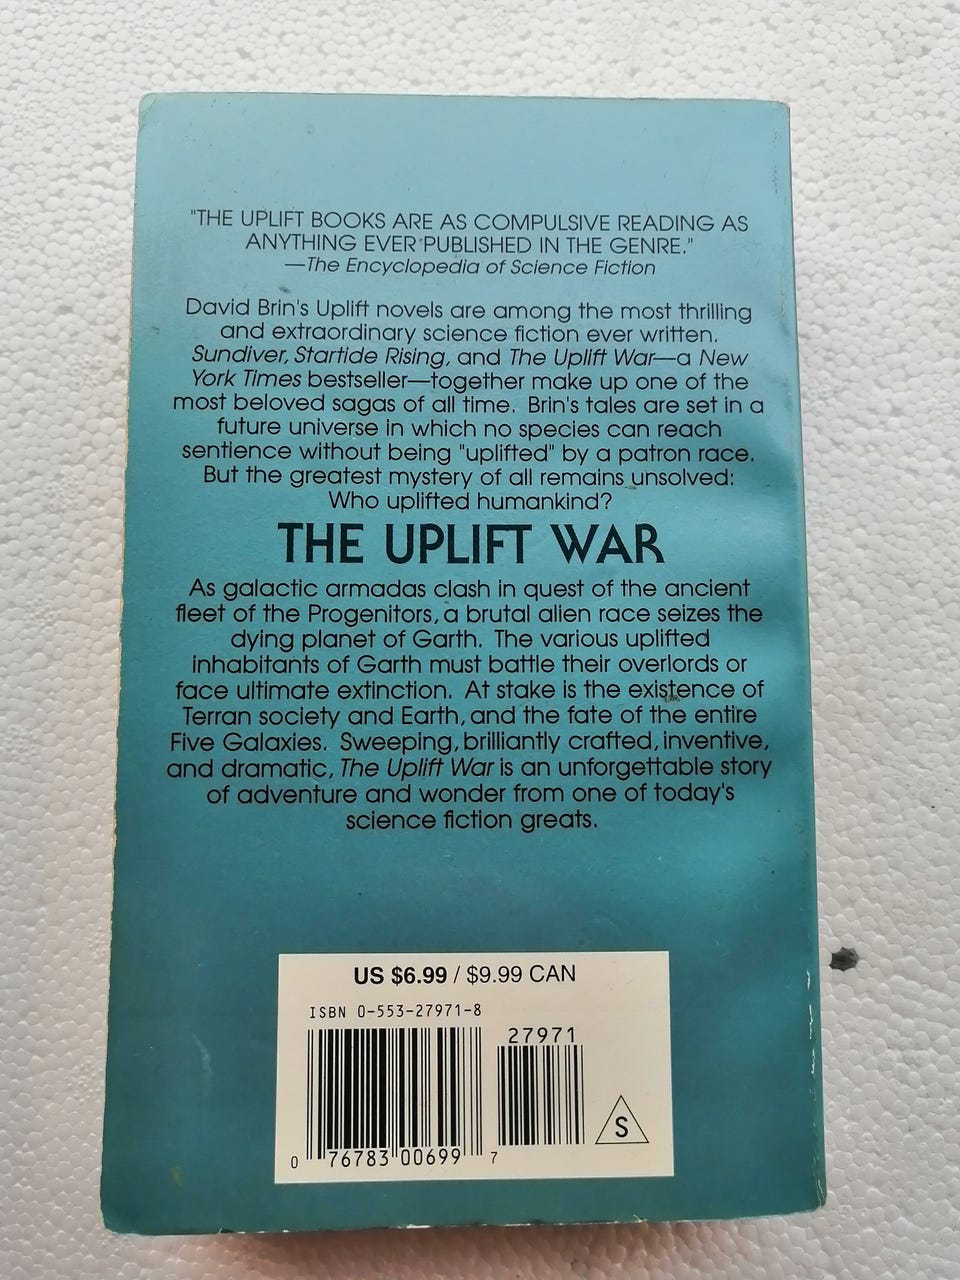 "THE UPLIFT BOOKS ARE AS COMPULSIVE READING AS
ANYTHING EVER PUBLISHED IN THE GENRE."
—The Encyclopedia of Science Fiction
David Brin's Uplift novels are among the most thrilling
and extraordinary science fiction ever written.
Sundiver, Startide Rising, and The Uplift War—a New
York Times bestseller—together make up one of the
most beloved sagas of all time. Brin's tales are set in a
future universe in which no species can reach
sentience without being "uplifted" by a patron race.
But the greatest mystery of all remains unsolved:
Who uplifted humankind?
THE UPLIFT WAR
As galactic armadas clash in quest of the ancient
fleet of the Progenitors, a brutal alien race seizes the
dying planet of Garth. The various uplifted
inhabitants of Garth must battle their overlords or
face ultimate extinction. At stake is the existence of
Terran society and Earth, and the fate of the entire
Five Galaxies. Sweeping, brilliantly crafted, inventive,
and dramatic, The Uplift War is an unforgettable story
of adventure and wonder from one of today's
science fiction greats.
US $6.99 / $9.99 CAN
ISBN 0-553-27971-8
27971
S
0 76783 00699 7